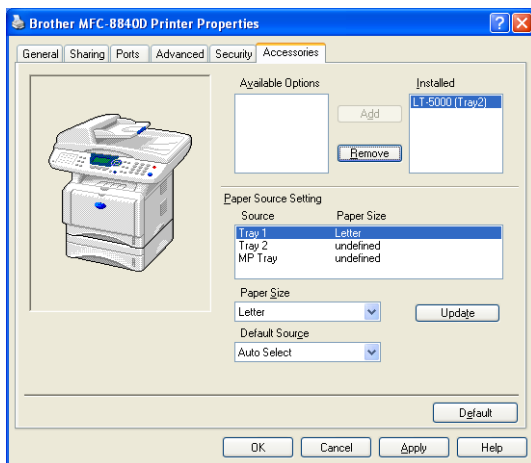 Brother MFC-8840D Printer Properties
General Sharing Ports Advanced Security Accessories
Available Options
Installed
LT-5000 (Tray2)
Add
Remove
Paper Source Setting
Source Paper Size
Tray 1 Letter
Tray 2 undefined
MP Tray undefined
Paper Size
Letter
Update
Default Source
Auto Select
Default
OK Cancel Apply Help